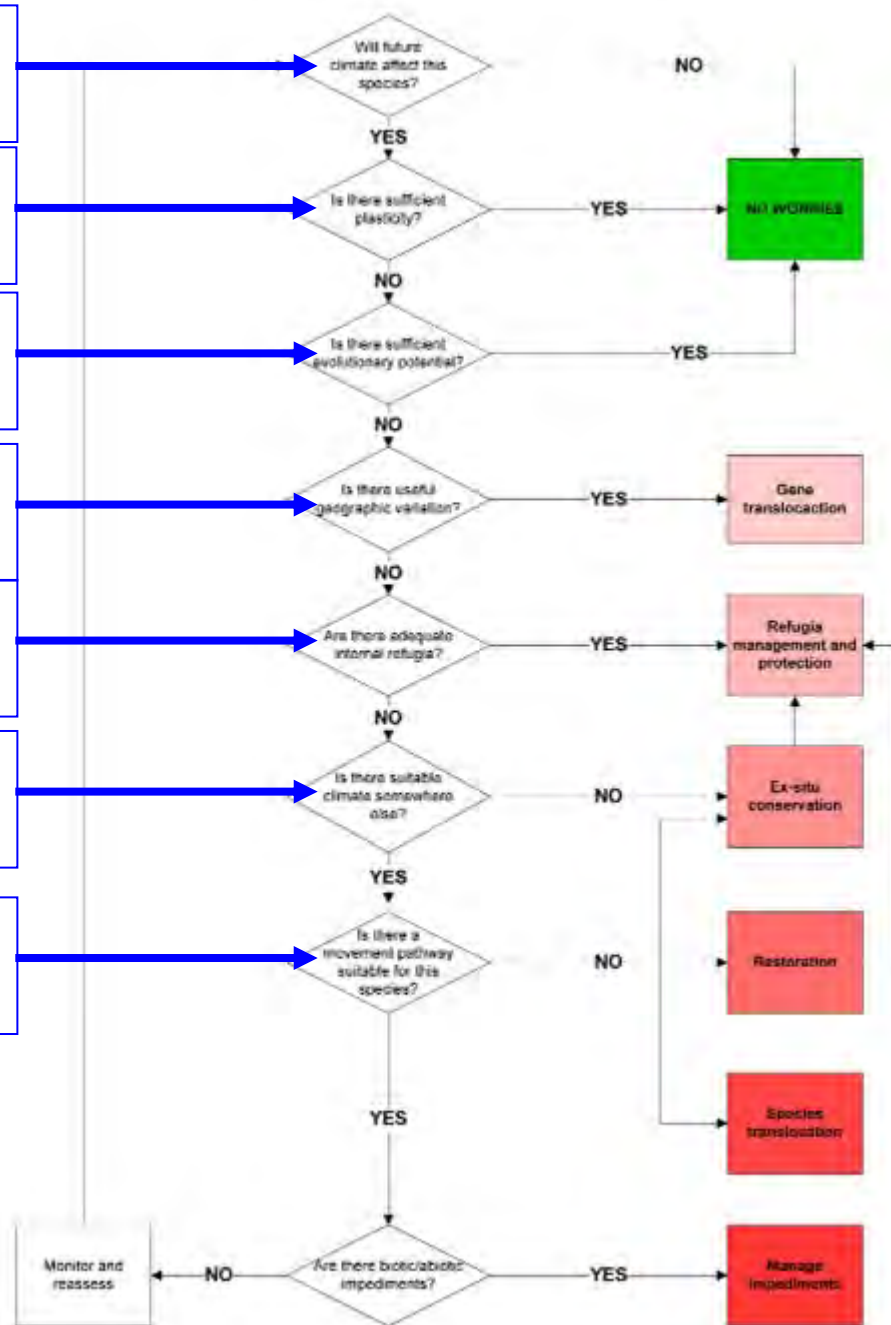 Will future
climate affect this
species?
NO
YES
Is there sufficient
plasticity?
YES
NO WORRIES
NO
Is there sufficient
evolutionary potential?
YES
NO
Is there useful
geographic variation?
YES
Gene
translocaction
NO
Are there adequate
internal refugia?
YES
Refugia
management and
protection
NO
Is there suitable
climate somewhere
else?
NO
Ex-situ
conservation
YES
Is there a
movement pathway
suitable for this
species?
NO
Restoration
YES
Species
translocation
Monitor and
reassess
NO
Are there biotic/abiotic
impediments?
YES
Manage
impediments